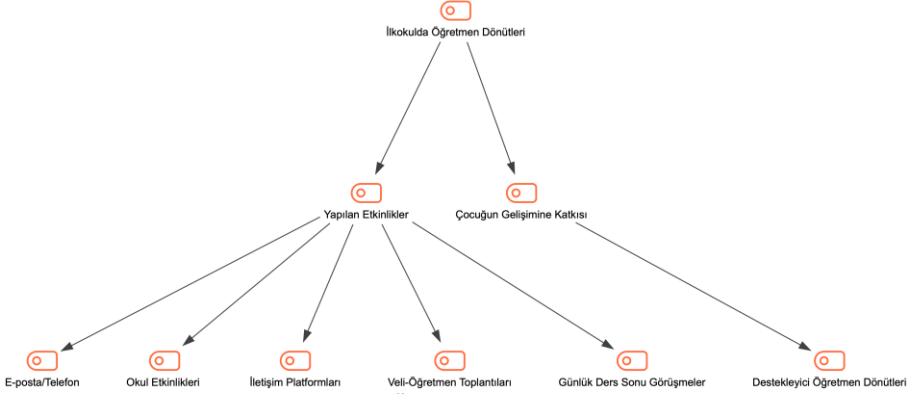 İlkokulda Öğretmen Dönütleri
Yapılan Etkinlikler
Çocuğun Gelişimine Katkısı
E-posta/Telefon
Okul Etkinlikleri
İletişim Platformları
Veli-Öğretmen Toplantıları
Günlük Ders Sonu Görüşmeler
Destekleyici Öğretmen Dönütleri